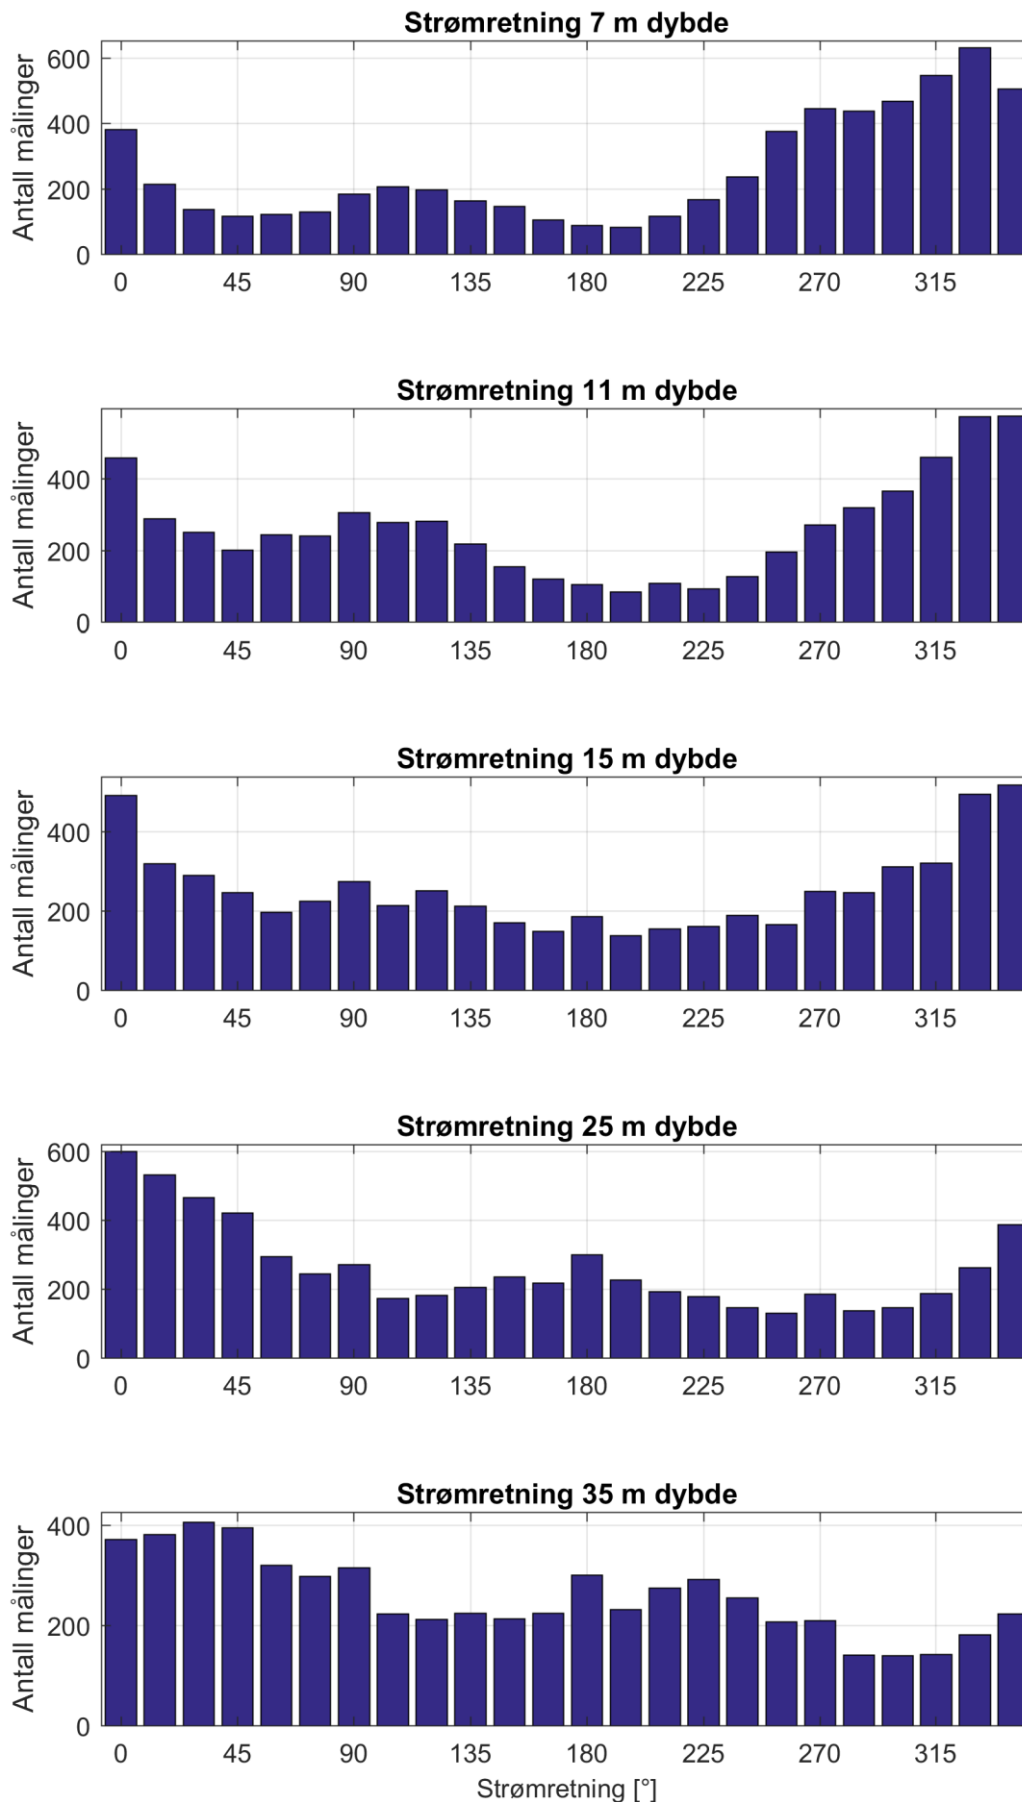 Strømretning 7 m dybde
Antall målinger
600
400
200
0
0 45 90 135 180 225 270 315
Strømretning 11 m dybde
Antall målinger
400
200
0
0 45 90 135 180 225 270 315
Strømretning 15 m dybde
Antall målinger
400
200
0
0 45 90 135 180 225 270 315
Strømretning 25 m dybde
Antall målinger
600
400
200
0
0 45 90 135 180 225 270 315
Strømretning 35 m dybde
Antall målinger
400
200
0
0 45 90 135 180 225 270 315
Strømretning [°]